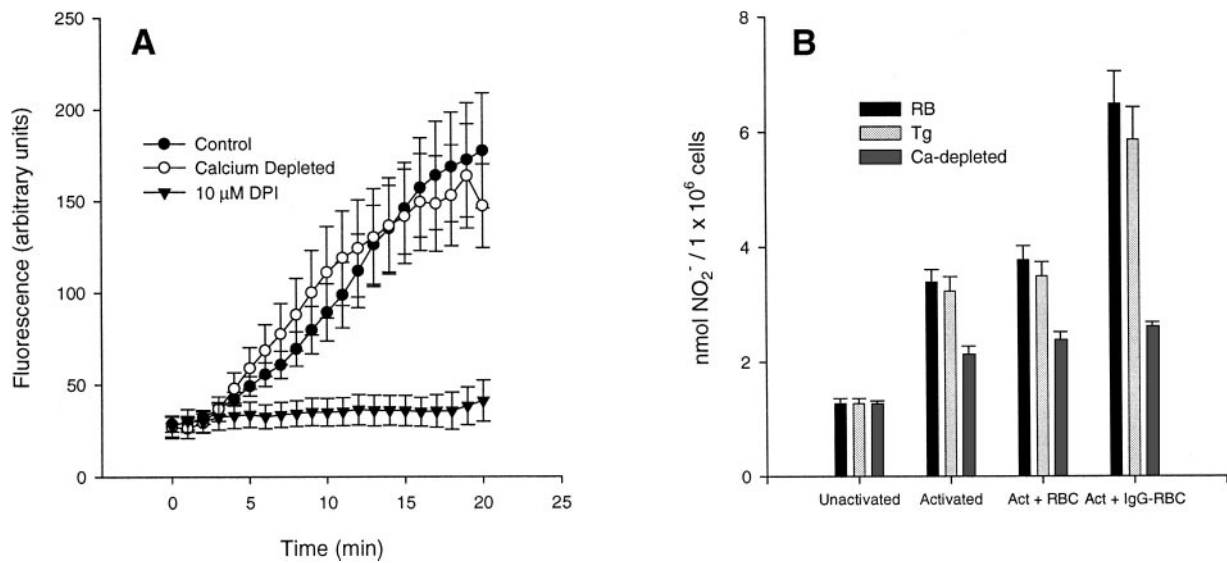 A
250
200
150
100
50
0
Fluorescence (arbitrary units)
Control
Calcium Depleted
10 μM DPI
0 5 10 15 20 25
Time (min)
B
8
6
4
2
0
nmol NO₂⁻ / 1 x 10⁶ cells
RB
Tg
Ca-depleted
Unactivated Activated Act + RBC Act + IgG-RBC